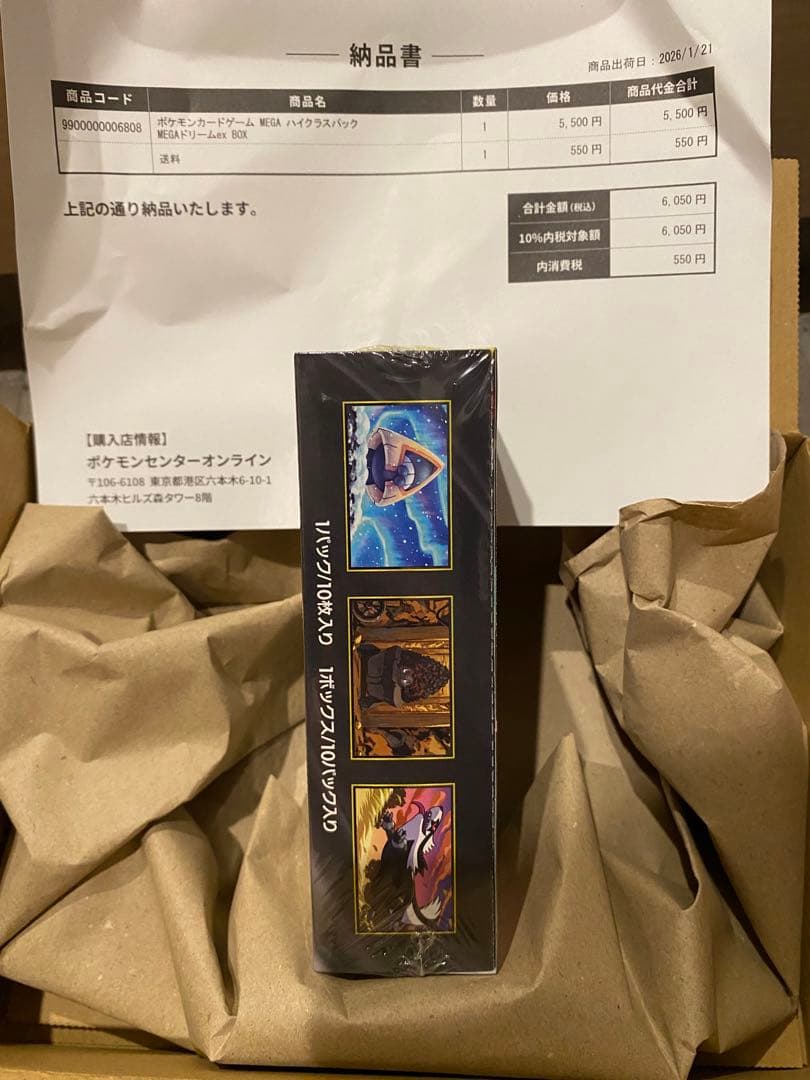 納品書
商品出荷日：2026/1/21
商品コード 商品名 数量 価格 商品代金合計
9900000006808 ポケモンカードゲーム MEGA ハイクラスパック 1 5,500 円 5,500 円
MEGAドリームex BOX
送料 1 550 円 550 円
上記の通り納品いたします。
合計金額(税込) 6,050 円
10%内税対象額 6,050 円
内消費税 550 円
【購入店情報】
ポケモンセンターオンライン
〒106-6108 東京都港区六本木6-10-1
六本木ヒルズ森タワー8階
1パック/10枚入り 1ボックス/10パック入り